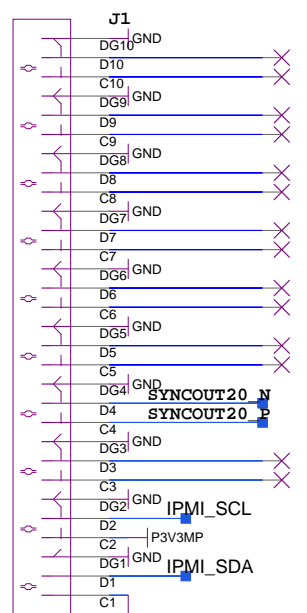 J1
GND
DG10
D10
C10
GND
DG9
D9
C9
GND
DG8
D8
C8
GND
DG7
D7
C7
GND
DG6
D6
C6
GND
DG5
D5
C5
GND
DG4
SYNCOUT20_N
D4
SYNCOUT20_P
C4
GND
DG3
D3
C3
GND
DG2
IPMI_SCL
D2
P3V3MP
C2
GND
DG1
IPMI_SDA
D1
C1